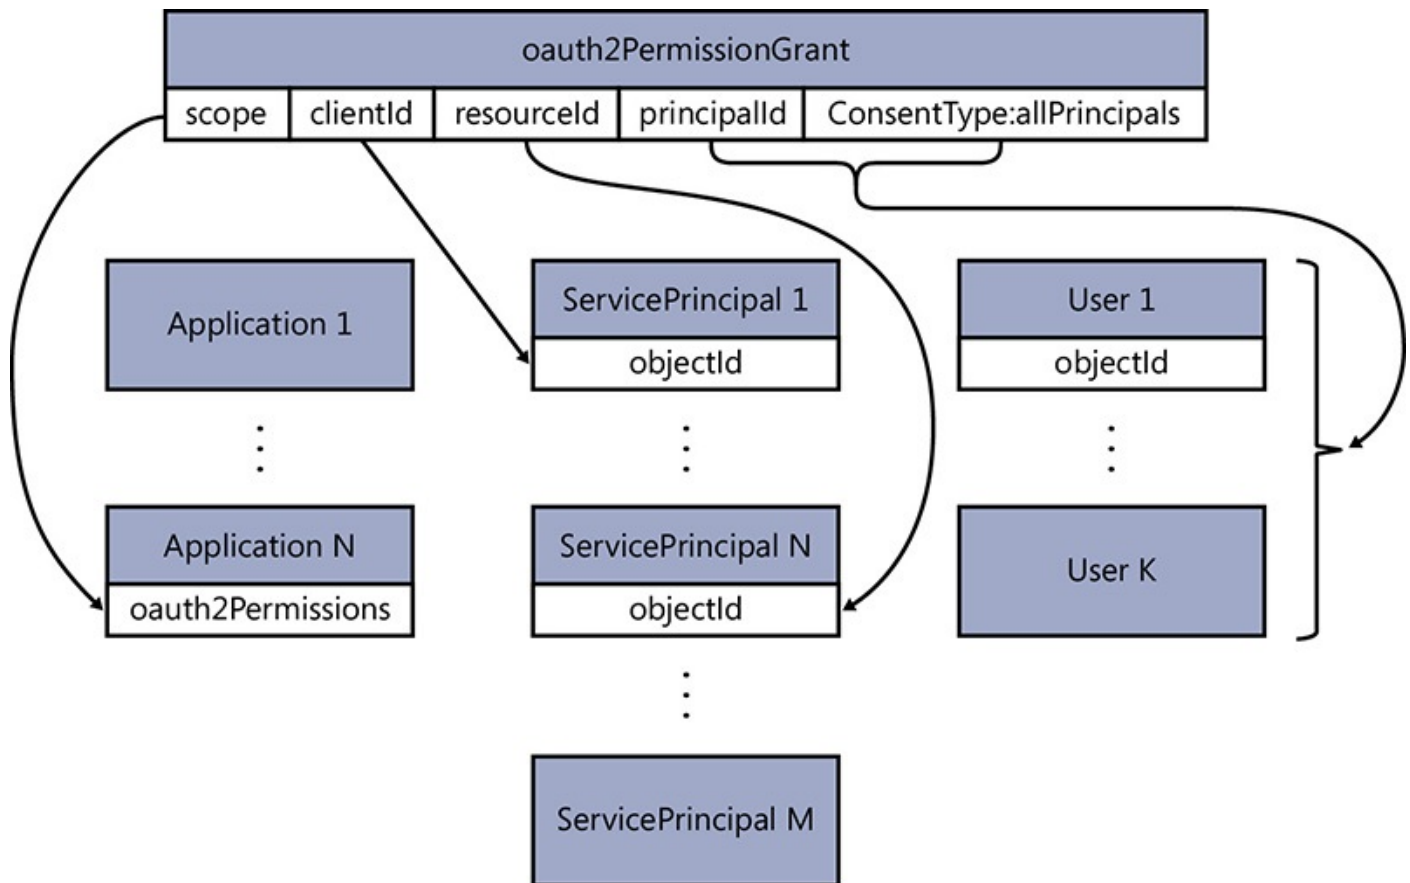 oauth2PermissionGrant
scope clientId resourceId principalId ConsentType:allPrincipals
Application 1 ServicePrincipal 1 User 1
objectId objectId
Application N ServicePrincipal N User K
oauth2Permissions objectId
ServicePrincipal M